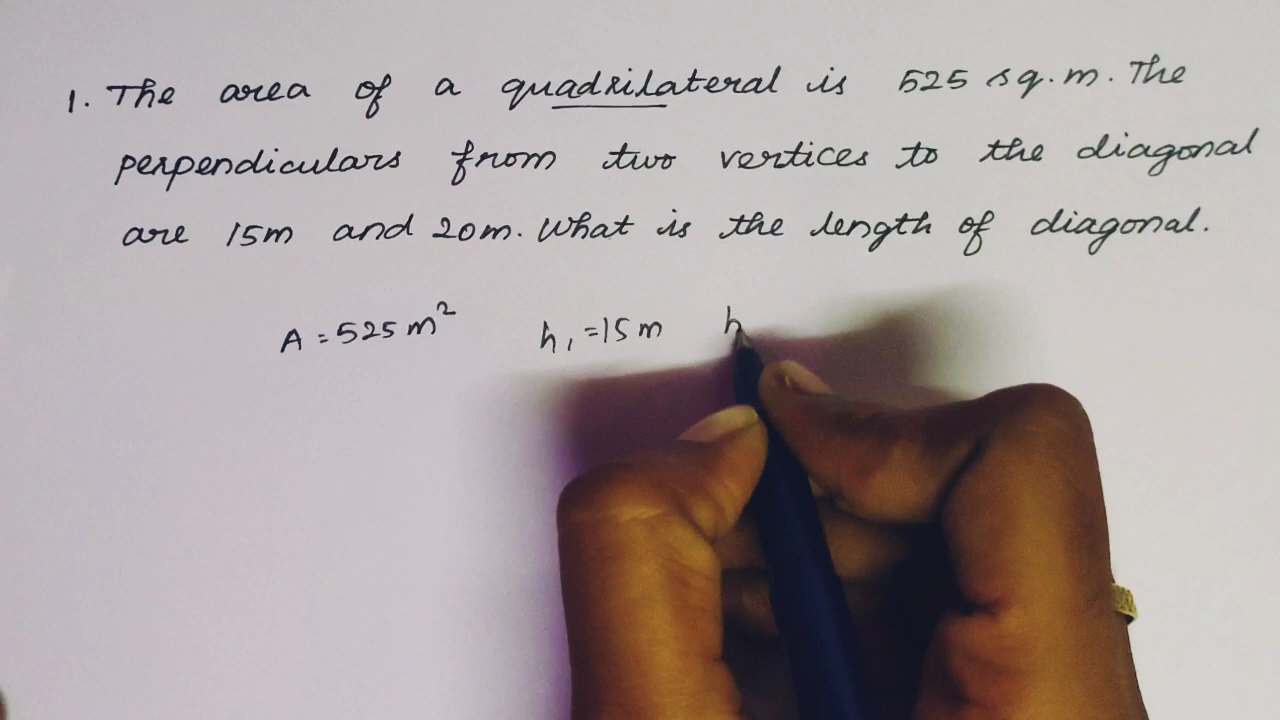 1. The area of a quadrilateral is 525 sq.m. The
perpendiculars from two vertices to the diagonal
are 15m and 20m. What is the length of diagonal.
A = 525 m² h₁ = 15 m h